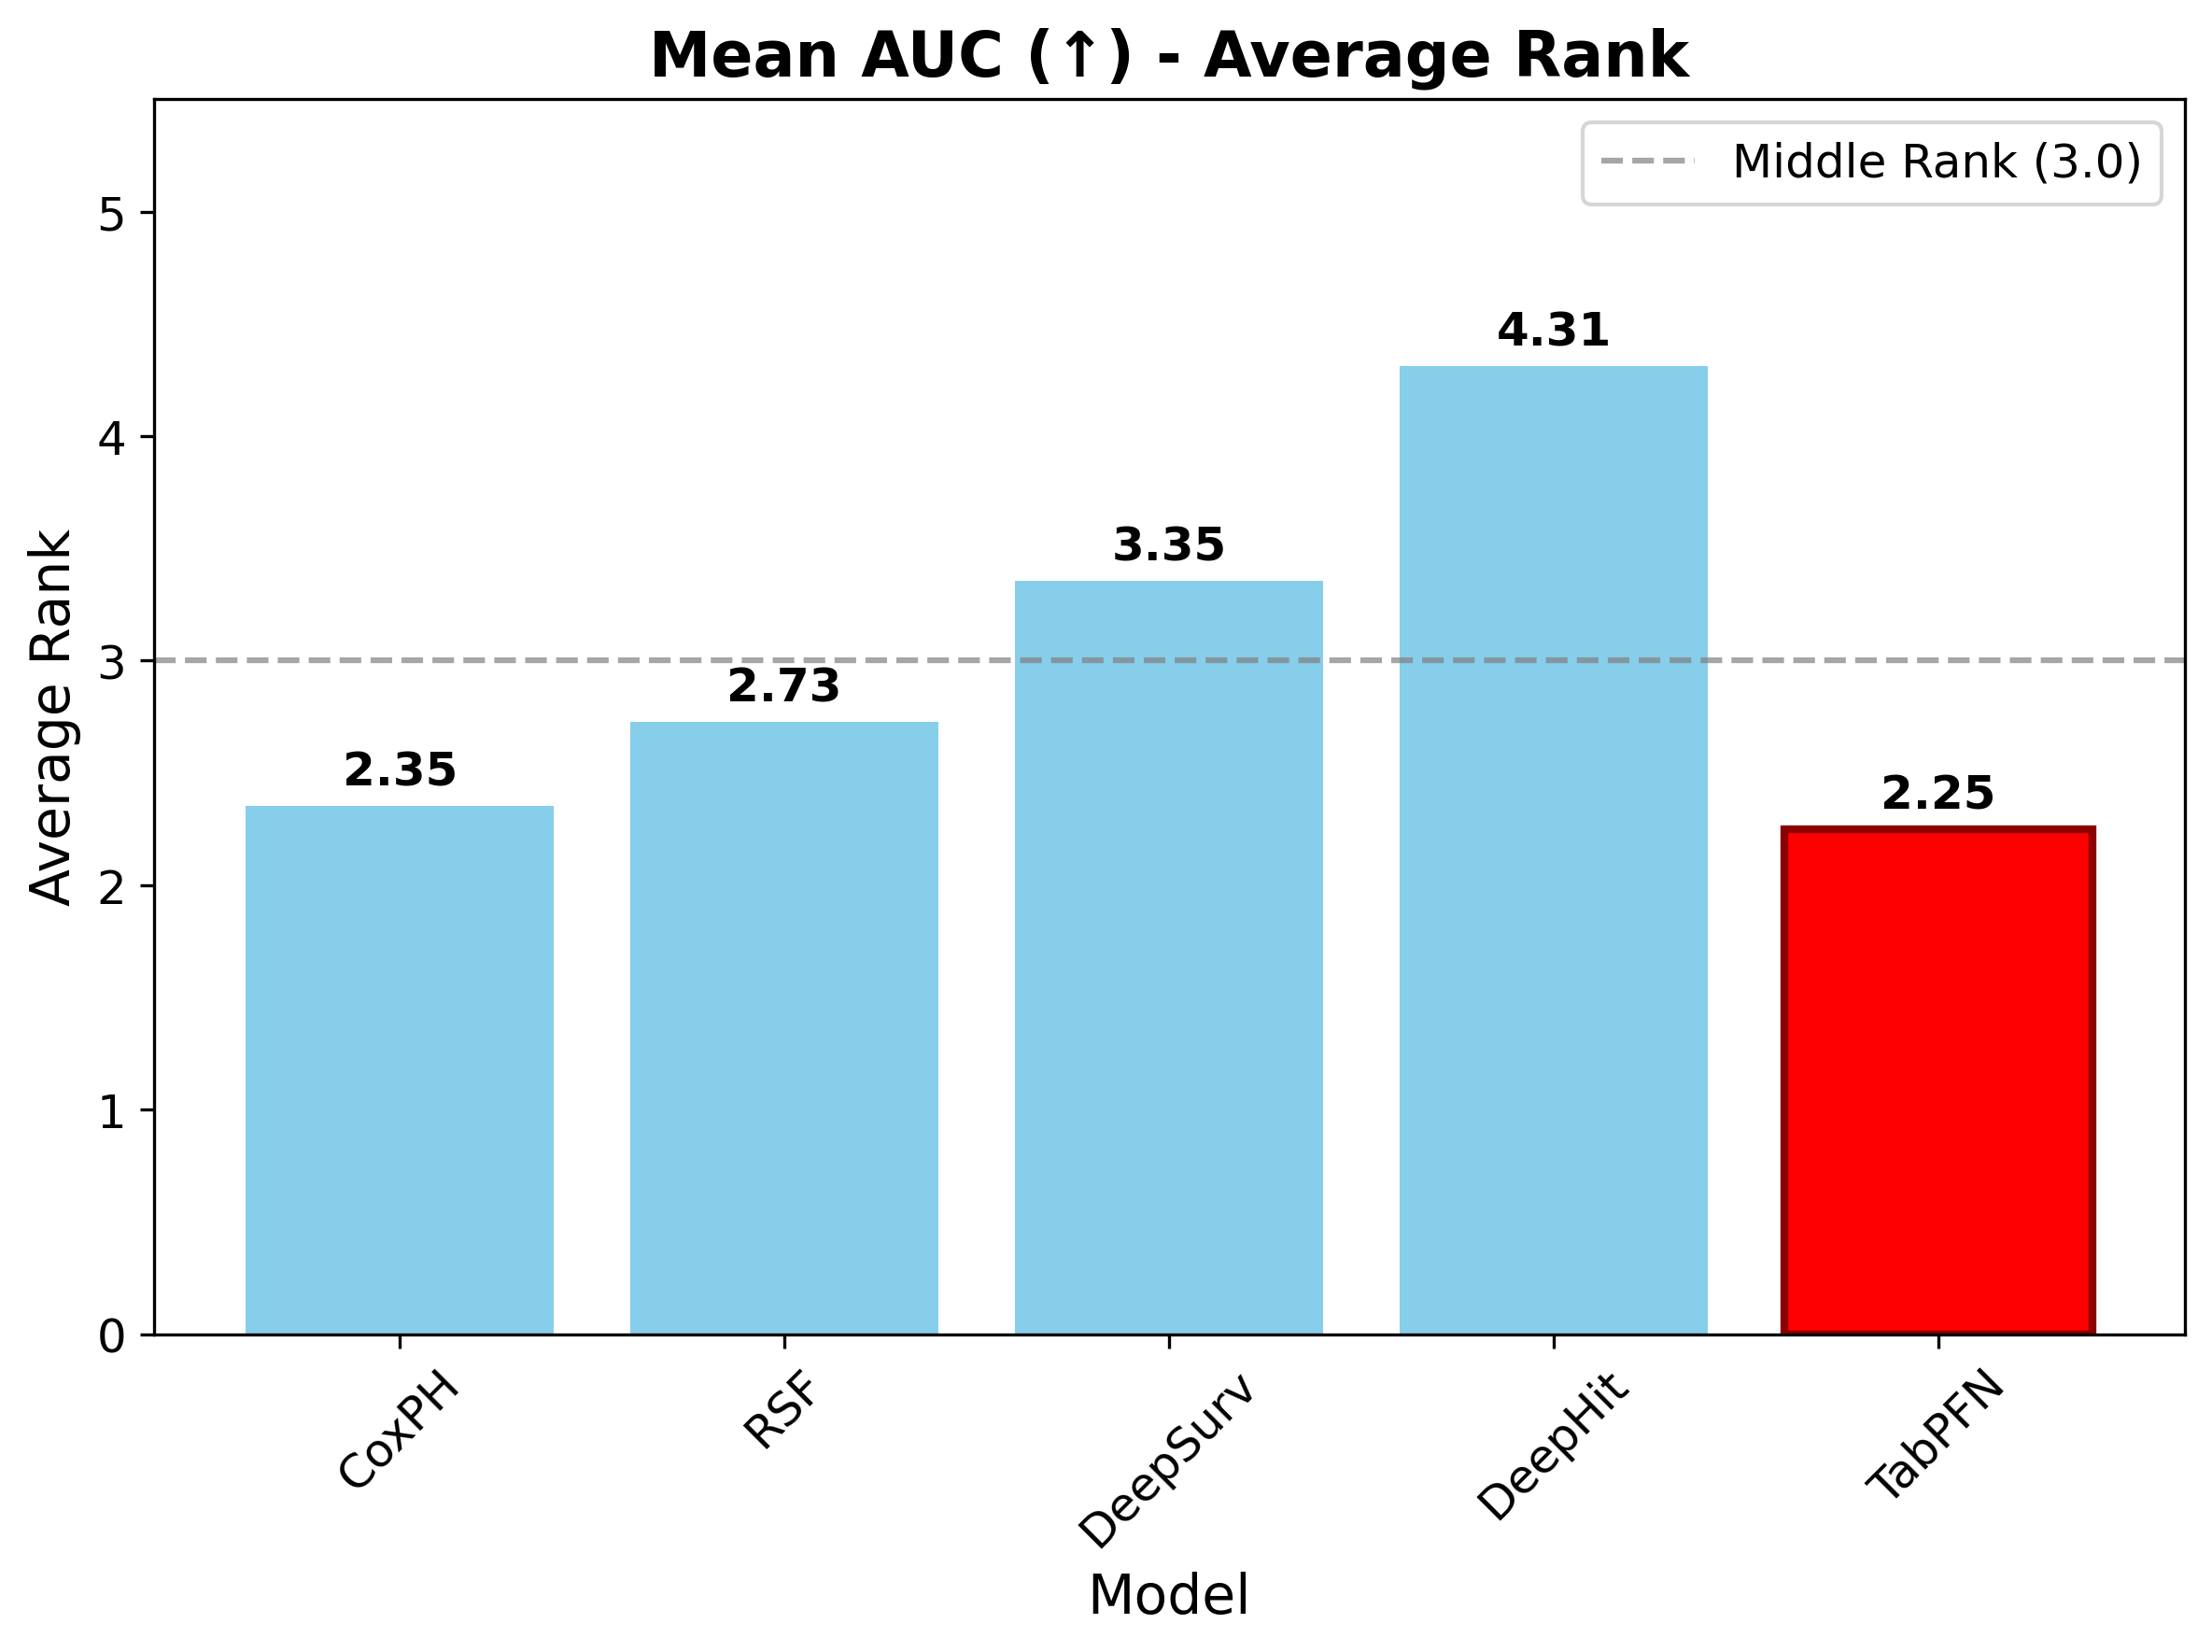 Mean AUC (↑) - Average Rank
Middle Rank (3.0)
Average Rank
5
4
3
2
1
0
2.35
2.73
3.35
4.31
2.25
CoxPH
RSF
DeepSurv
DeepHit
TabPFN
Model